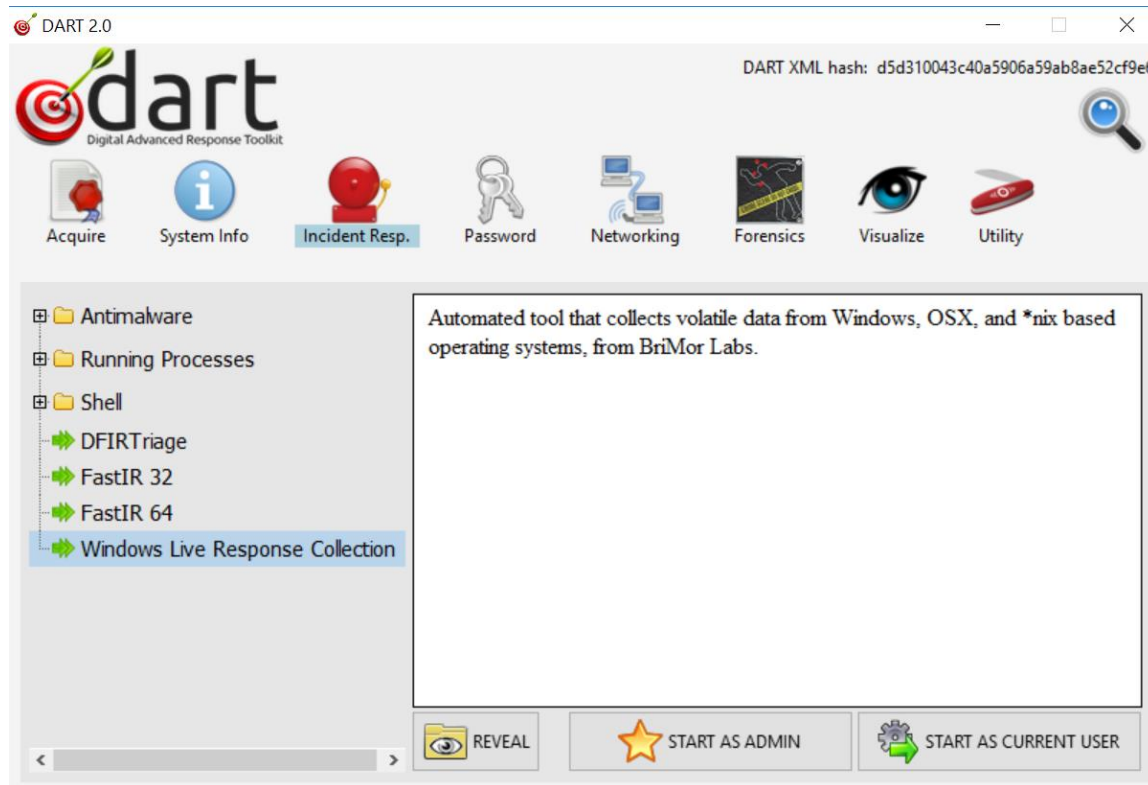 DART 2.0
dart
Digital Advanced Response Toolkit
DART XML hash: d5d310043c40a5906a59ab8ae52cf9e
Acquire
System Info
Incident Resp.
Password
Networking
Forensics
Visualize
Utility
Antimalware
Running Processes
Shell
DFIRTriage
FastIR 32
FastIR 64
Windows Live Response Collection
Automated tool that collects volatile data from Windows, OSX, and *nix based
operating systems, from BriMor Labs.
REVEAL
START AS ADMIN
START AS CURRENT USER